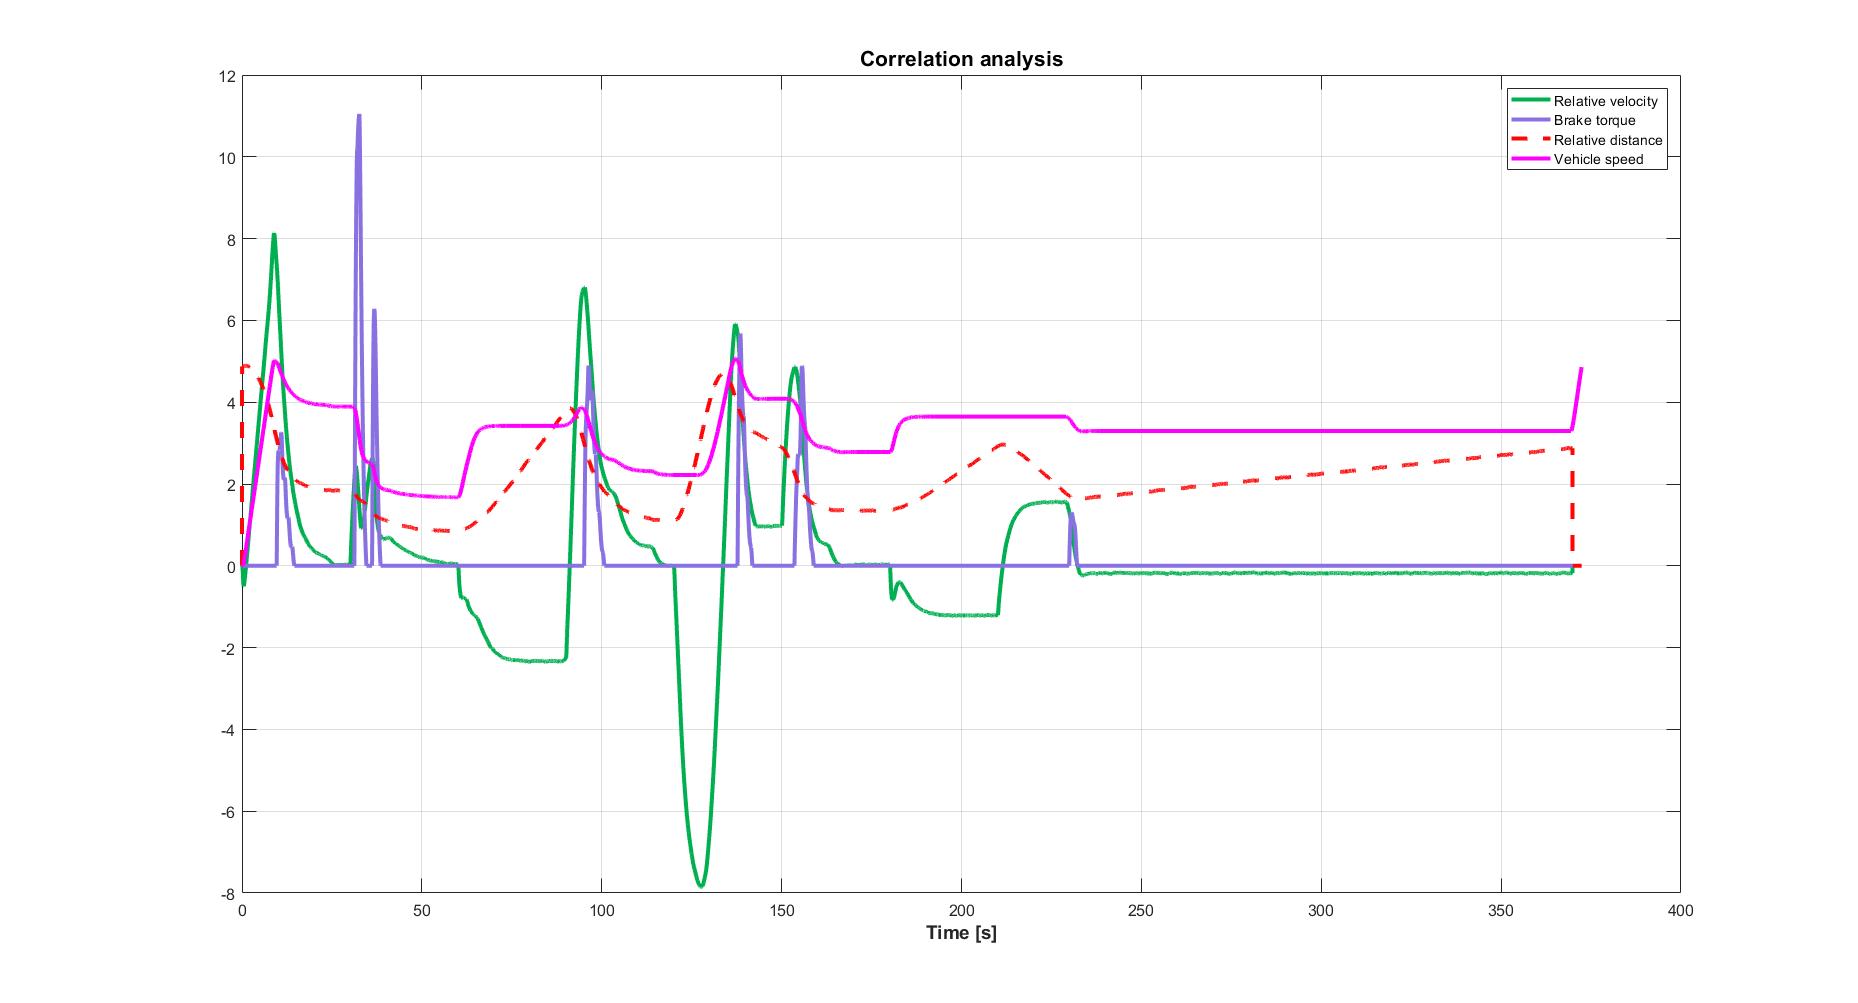 Correlation analysis
12
10
8
6
4
2
0
-2
-4
-6
-8
Relative velocity
Brake torque
Relative distance
Vehicle speed
0 50 100 150 200 250 300 350 400
Time [s]